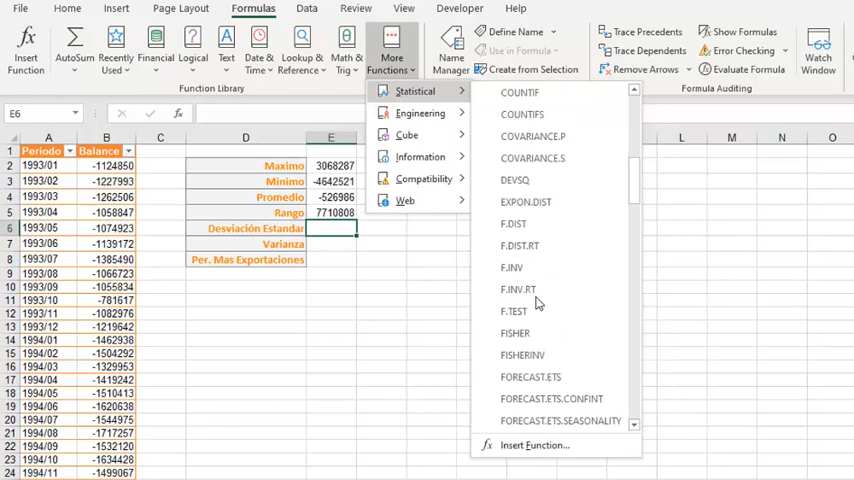 File Home Insert Page Layout Formulas Data Review View Developer Help
fx Σ
Insert Function AutoSum Recently Used Financial Logical Text Date & Time Lookup & Reference Math & Trig More Functions Name Manager
Define Name
Use in Formula
Create from Selection
Trace Precedents
Trace Dependents
Remove Arrows
Show Formulas
Error Checking
Watch Window
Function Library
Formula Auditing
Statistical
Engineering
Cube
Information
Compatibility
Web
COUNTIF
COUNTIFS
COVARIANCE.P
COVARIANCE.S
DEVSQ
EXPON.DIST
F.DIST
F.DIST.RT
F.INV
F.INV.RT
F.TEST
FISHER
FISHERINV
FORECAST.ETS
FORECAST.ETS.CONFINT
FORECAST.ETS.SEASONALITY
fx Insert Function...
E6 fx
A B C D E L M N O
1 Periodo Balance
2 1993/01 -1124850 Maximo 3068287
3 1993/02 -1227993 Minimo -4642521
4 1993/03 -1262506 Promedio -526986
5 1993/04 -1058847 Rango 7710808
6 1993/05 -1074923 Desviación Estandar
7 1993/06 -1139172 Varianza
8 1993/07 -1385490 Per. Mas Exportaciones
9 1993/08 -1066723
10 1993/09 -1055834
11 1993/10 -781617
12 1993/11 -1082976
13 1993/12 -1219642
14 1994/01 -1462938
15 1994/02 -1504292
16 1994/03 -1329953
17 1994/04 -1419242
18 1994/05 -1510413
19 1994/06 -1620638
20 1994/07 -1544975
21 1994/08 -1717257
22 1994/09 -1532120
23 1994/10 -1634428
24 1994/11 -1499067